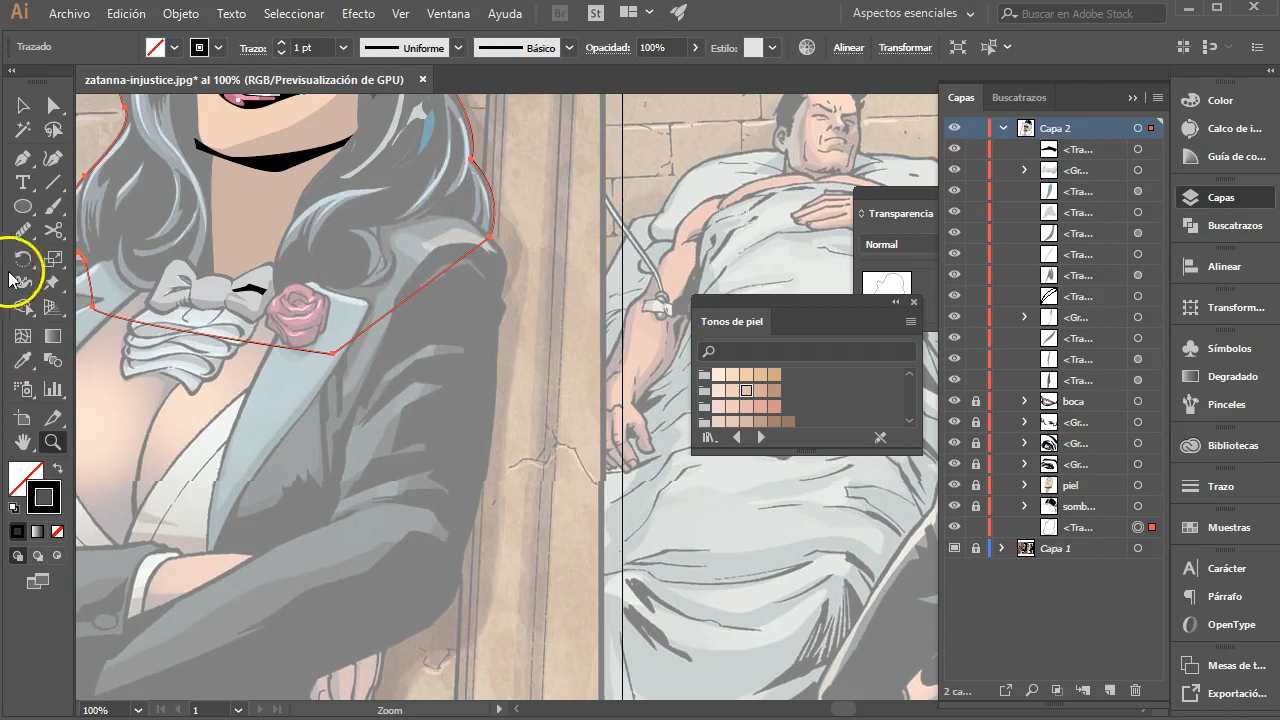 Ai Archivo Edición Objeto Texto Seleccionar Efecto Ver Ventana Ayuda Br St Aspectos esenciales Buscar en Adobe Stock
Trazado Trazo: 1 pt Uniforme Básico Opacidad: 100% Estilo: Alinear Transformar
zatanna-injustice.jpg* al 100% (RGB/Previsualización de GPU) ×
Capas Buscatrazos
Capa 2
<Tra...
<Gr...
<Tra...
<Tra...
<Tra...
<Tra...
<Tra...
<Tra...
<Gr...
<Tra...
<Tra...
<Tra...
boca
<Gr...
<Gr...
<Gr...
piel
somb...
<Tra...
Capa 1
2 ca...
Transparencia
Normal
Tonos de piel
Color
Calco de i...
Guía de co...
Capas
Buscatrazos
Alinear
Transform...
Símbolos
Degradado
Pinceles
Bibliotecas
Trazo
Muestras
Carácter
Párrafo
OpenType
Mesas de t...
Exportació...
100% 1 Zoom